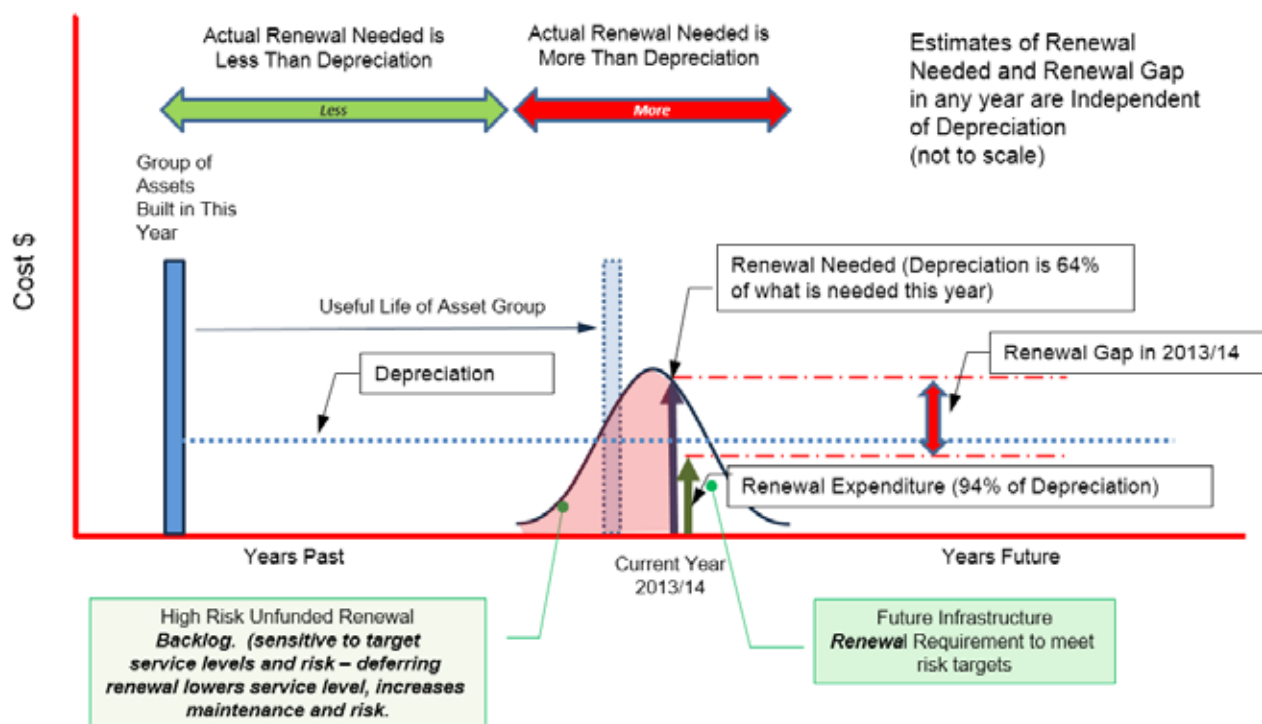 Actual Renewal Needed is
Less Than Depreciation
Actual Renewal Needed is
More Than Depreciation
Estimates of Renewal
Needed and Renewal Gap
in any year are Independent
of Depreciation
(not to scale)
Less
More
Group of
Assets
Built in This
Year
Cost $
Renewal Needed (Depreciation is 64%
of what is needed this year)
Useful Life of Asset Group
Renewal Gap in 2013/14
Depreciation
Renewal Expenditure (94% of Depreciation)
Years Past
Current Year
2013/14
Years Future
High Risk Unfunded Renewal
Backlog. (sensitive to target
service levels and risk – deferring
renewal lowers service level, increases
maintenance and risk.
Future Infrastructure
Renewal Requirement to meet
risk targets